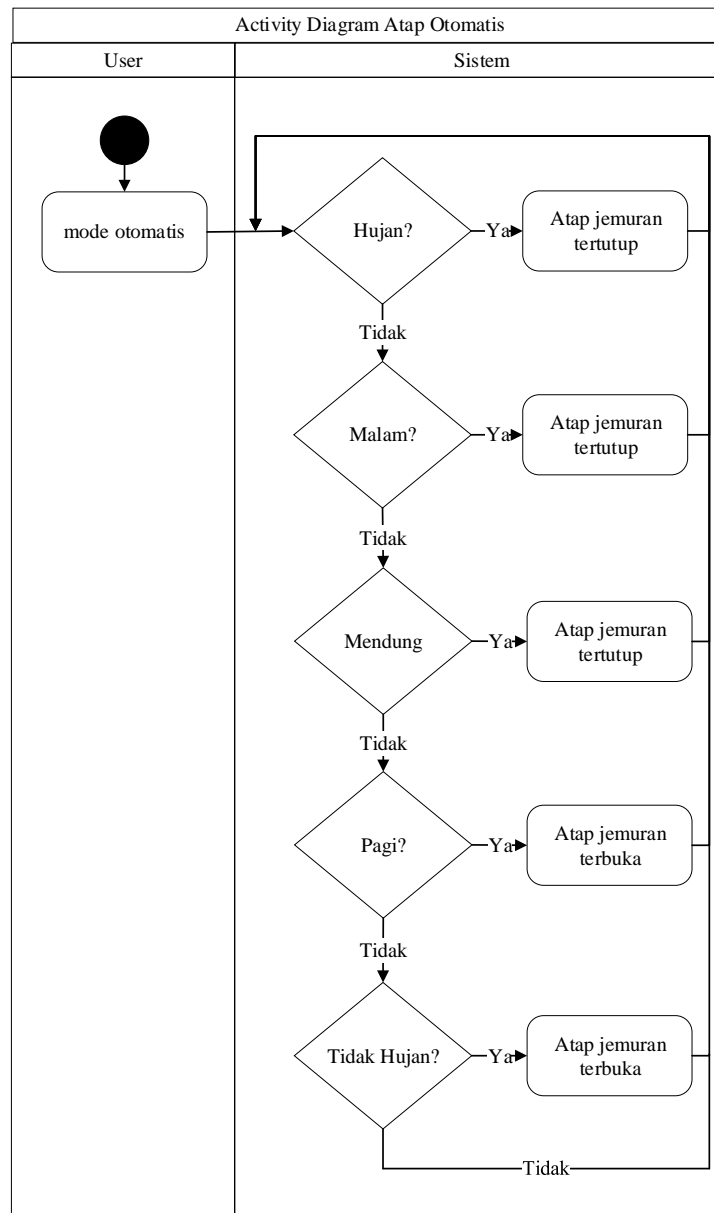 Activity Diagram Atap Otomatis
User
Sistem
mode otomatis
Hujan?
Ya
Atap jemuran
tertutup
Tidak
Malam?
Ya
Atap jemuran
tertutup
Tidak
Mendung
Ya
Atap jemuran
tertutup
Tidak
Pagi?
Ya
Atap jemuran
terbuka
Tidak
Tidak Hujan?
Ya
Atap jemuran
terbuka
Tidak